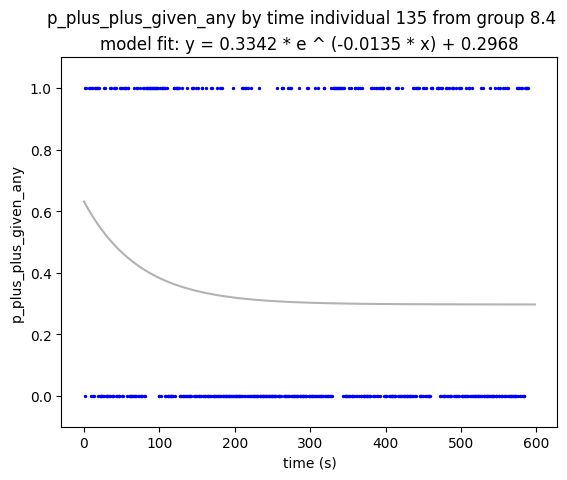 p_plus_plus_given_any by time individual 135 from group 8.4
model fit: y = 0.3342 * e ^ (-0.0135 * x) + 0.2968
p_plus_plus_given_any
1.0
0.8
0.6
0.4
0.2
0.0
0 100 200 300 400 500 600
time (s)